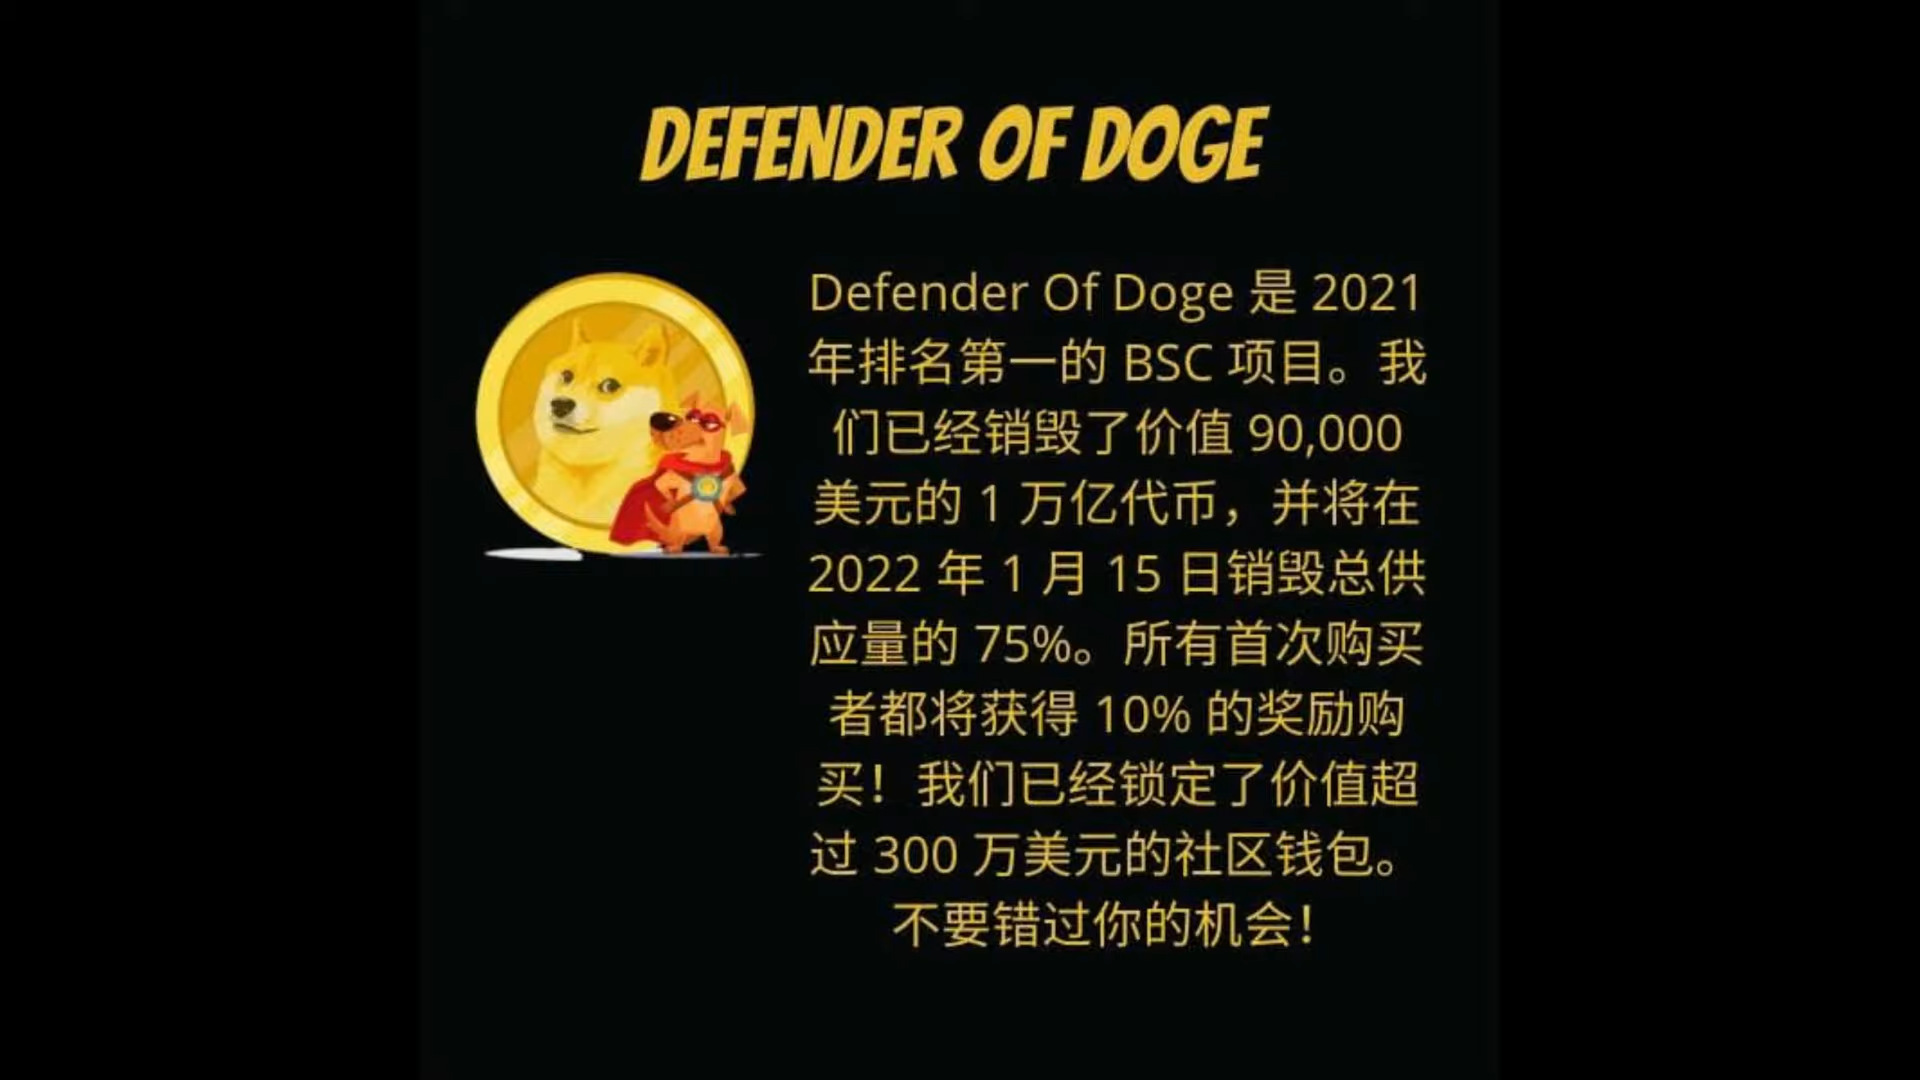 DEFENDER OF DOGE
Defender Of Doge 是 2021
年排名第一的 BSC 项目。我
们已经销毁了价值 90,000
美元的 1 万亿代币，并将在
2022 年 1 月 15 日销毁总供
应量的 75%。所有首次购买
者都将获得 10% 的奖励购
买！我们已经锁定了价值超
过 300 万美元的社区钱包。
不要错过你的机会！